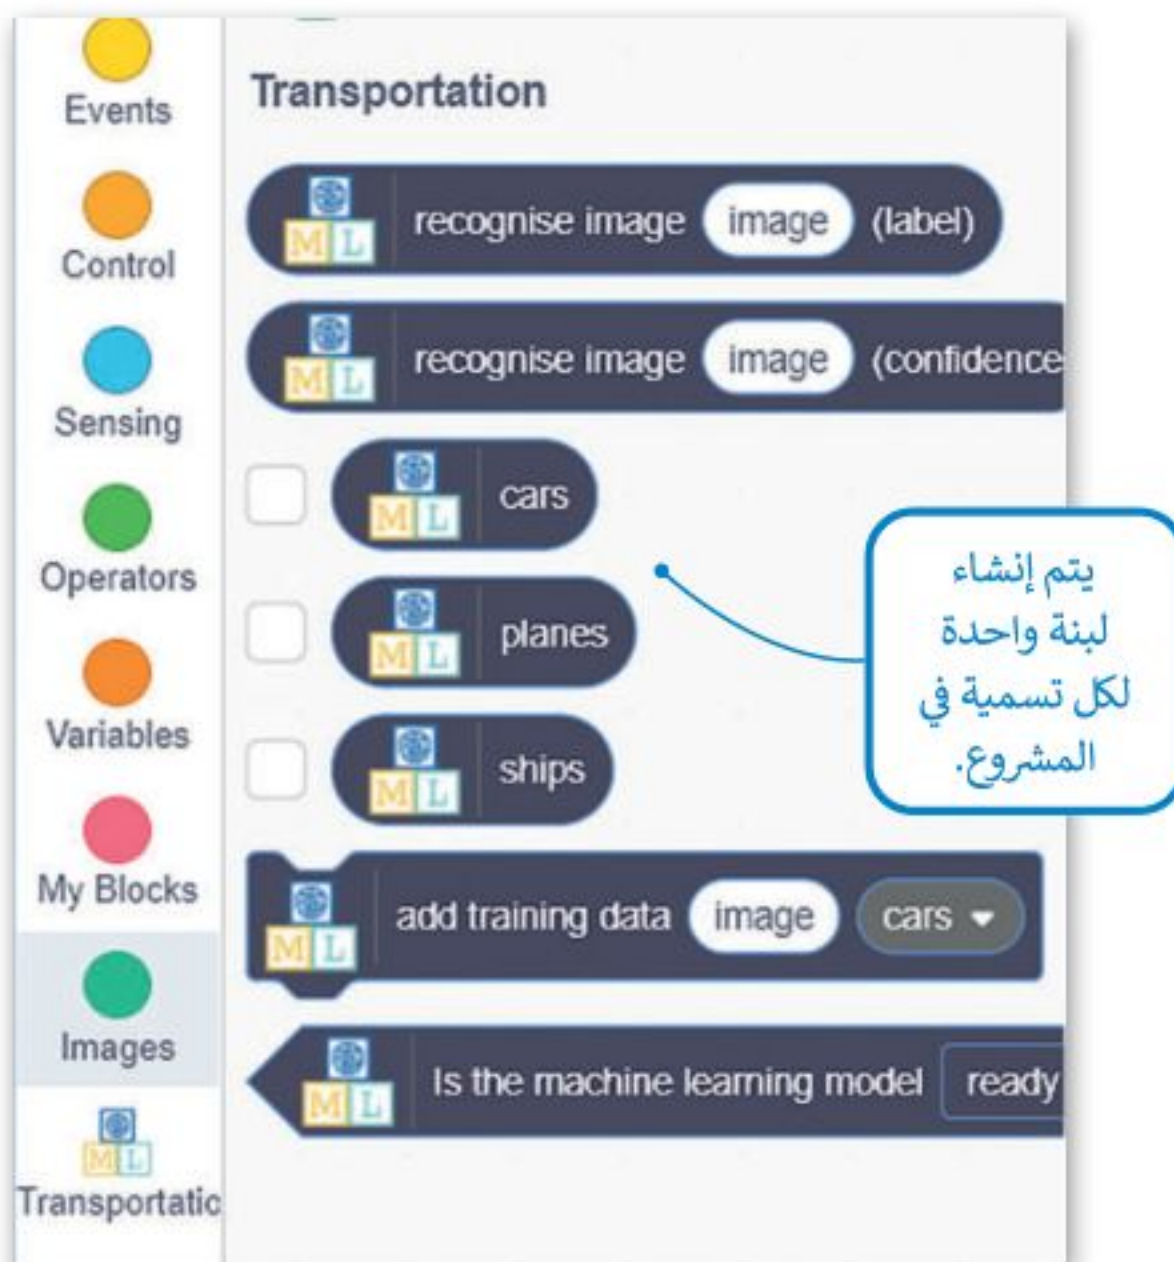 Events
Control
Sensing
Operators
Variables
My Blocks
Images
M L
Transportatic
Transportation
M L recognise image image (label)
M L recognise image image (confidence
M L cars
M L planes
M L ships
M L add training data image cars
M L Is the machine learning model ready
يتم إنشاء
لبنة واحدة
لكل تسمية في
المشروع.